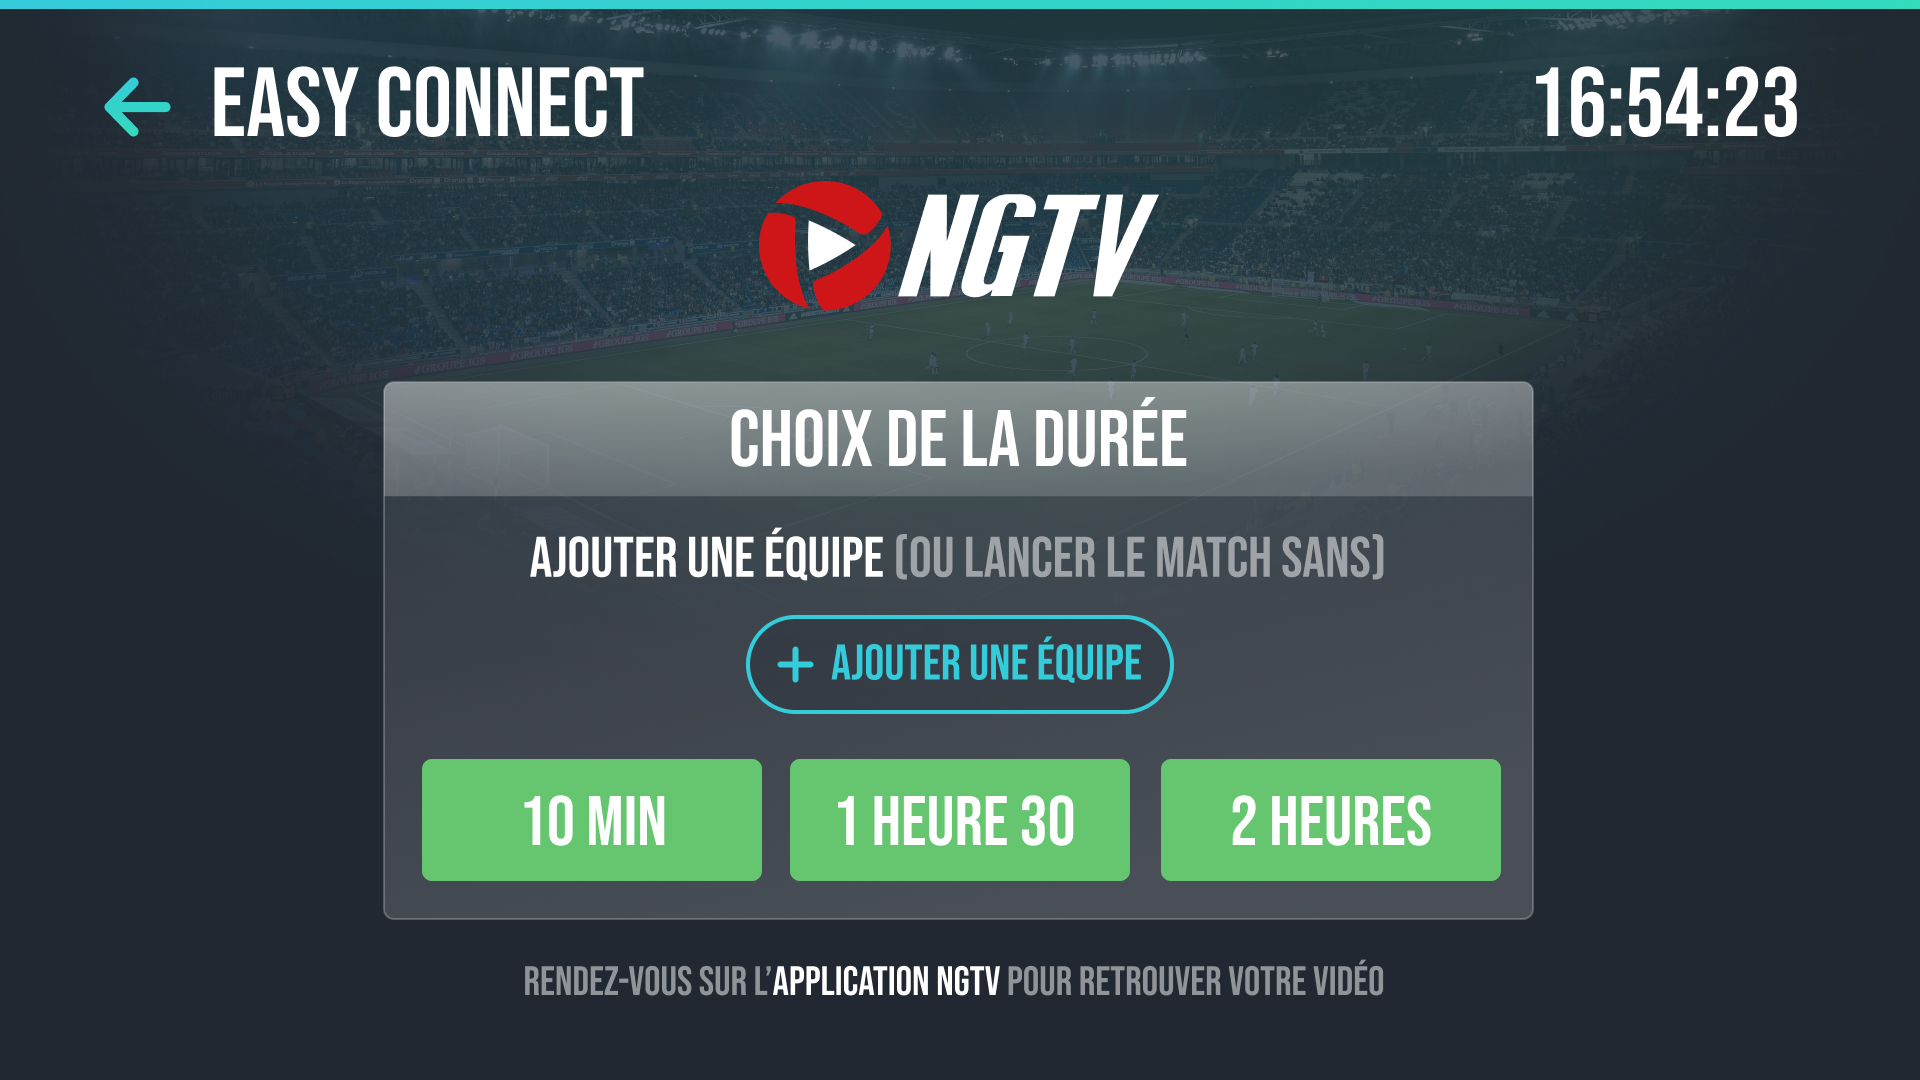 EASY CONNECT
16:54:23
NGTV
CHOIX DE LA DURÉE
AJOUTER UNE ÉQUIPE (OU LANCER LE MATCH SANS)
+ AJOUTER UNE ÉQUIPE
10 MIN
1 HEURE 30
2 HEURES
RENDEZ-VOUS SUR L'APPLICATION NGTV POUR RETROUVER VOTRE VIDÉO